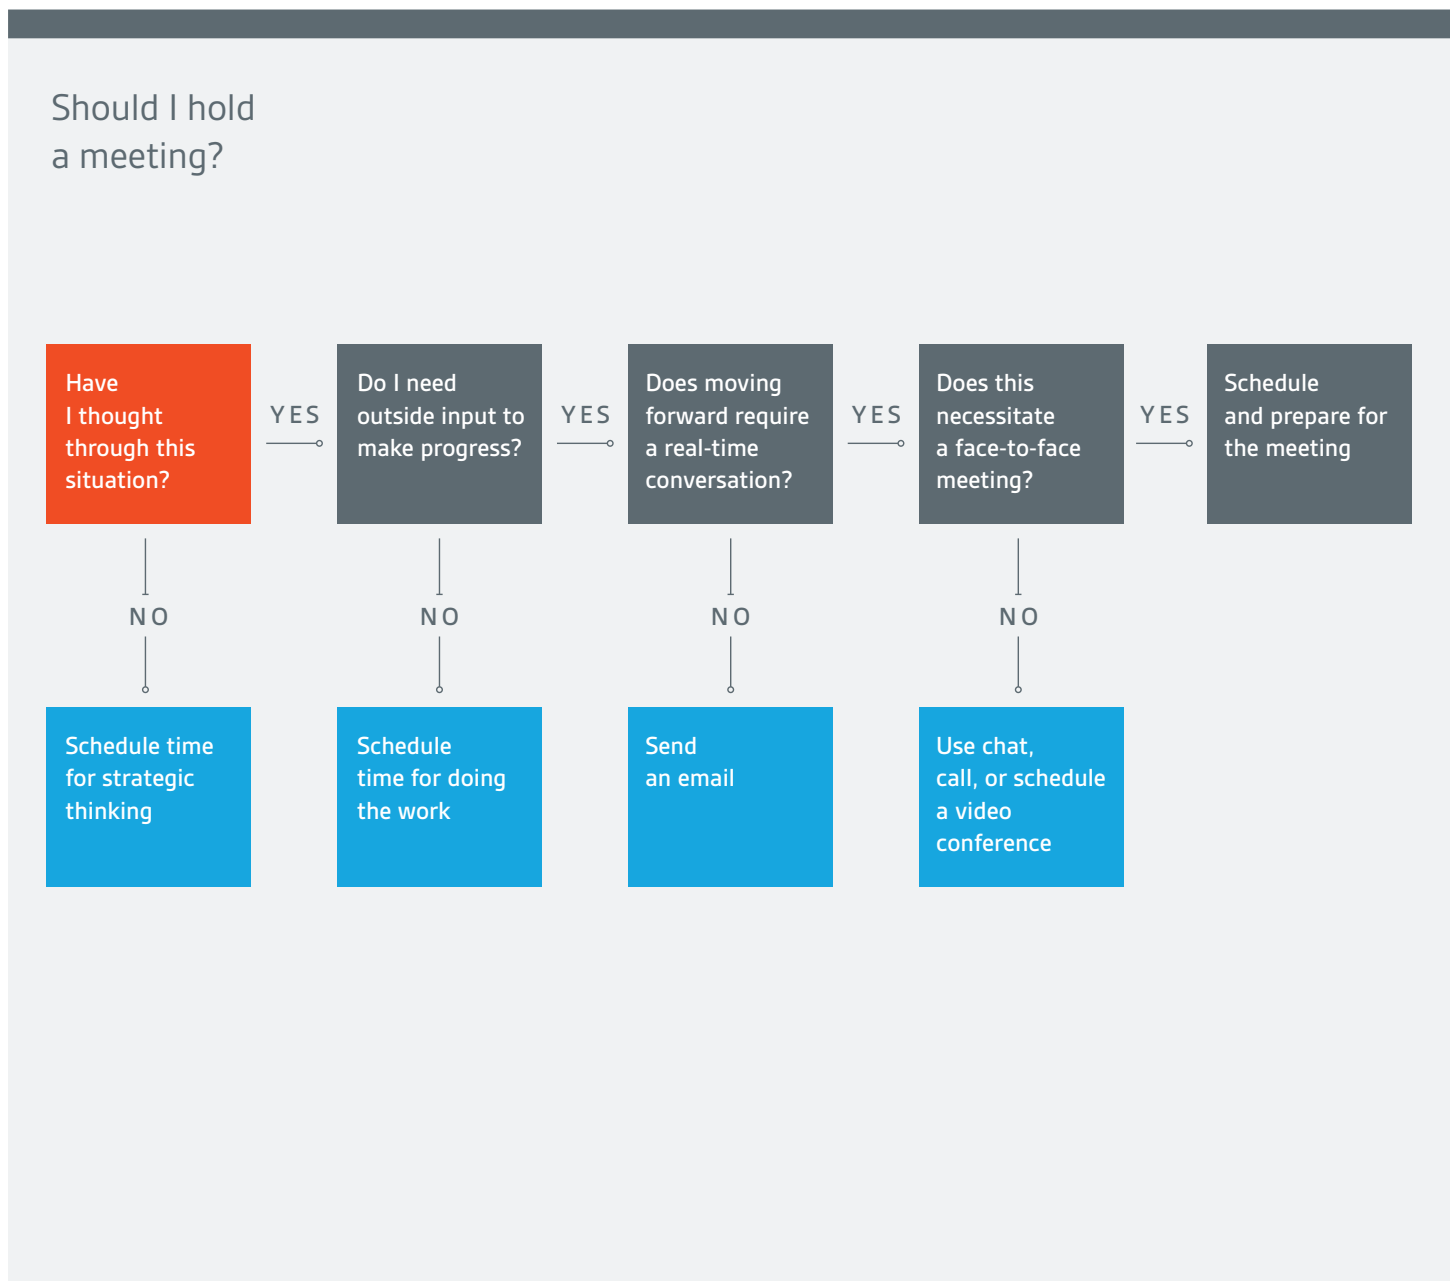 Should I hold
a meeting?
Have
I thought
through this
situation?
YES
Do I need
outside input to
make progress?
YES
Does moving
forward require
a real-time
conversation?
YES
Does this
necessitate
a face-to-face
meeting?
YES
Schedule
and prepare for
the meeting
NO
NO
NO
NO
Schedule time
for strategic
thinking
Schedule
time for doing
the work
Send
an email
Use chat,
call, or schedule
a video
conference